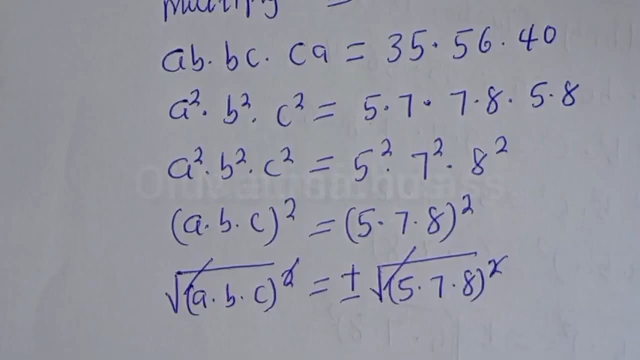 Multiply =
ab. bc. ca = 35. 56. 40
a². b². c² = 5.7. 7.8. 5.8
a². b². c² = 5². 7². 8²
(a.b.c)² = (5.7.8)²
√(a.b.c)² = ±√(5.7.8)²